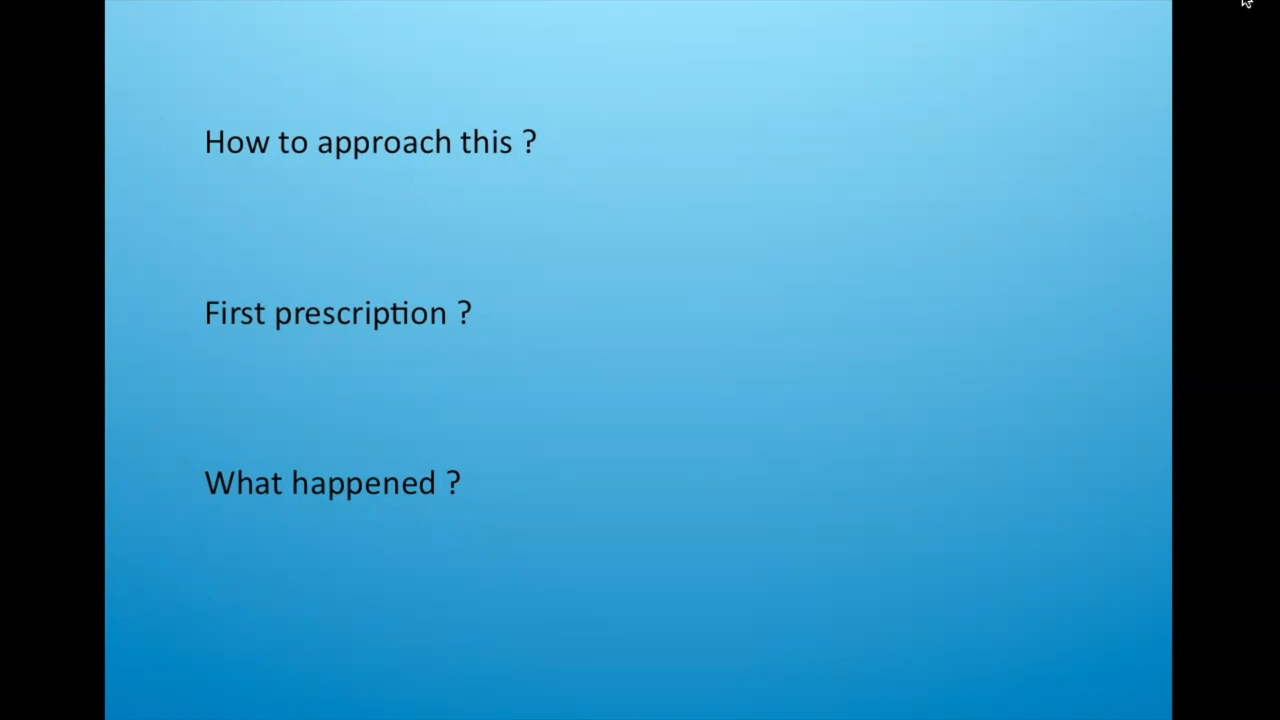 How to approach this ?
First prescription ?
What happened ?